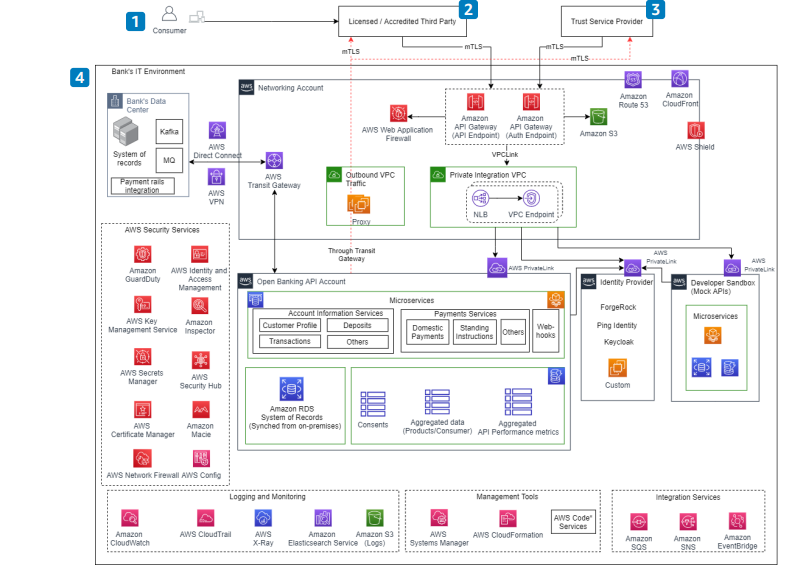 1
Consumer
2
Licensed / Accredited Third Party
3
Trust Service Provider
mTLS
mTLS
mTLS
mTLS
4
Bank's IT Environment
aws
Networking Account
Bank's Data
Center
Kafka
MQ
System of
records
Payment rails
integration
AWS
Direct Connect
AWS
VPN
AWS
Transit Gateway
AWS Web Application
Firewall
Amazon
API Gateway
(API Endpoint)
Amazon
API Gateway
(Auth Endpoint)
Amazon S3
Amazon
Route 53
Amazon
CloudFront
AWS Shield
VPCLink
Outbound VPC
Traffic
Proxy
Private Integration VPC
NLB
VPC Endpoint
Through Transit
Gateway
AWS PrivateLink
AWS
PrivateLink
AWS
PrivateLink
AWS Security Services
Amazon
GuardDuty
AWS Identity and
Access
Management
AWS Key
Management Service
Amazon
Inspector
AWS Secrets
Manager
AWS
Security Hub
AWS
Certificate Manager
Amazon
Macie
AWS Network Firewall
AWS Config
aws
Open Banking API Account
Microservices
Account Information Services
Customer Profile
Deposits
Transactions
Others
Payments Services
Domestic
Payments
Standing
Instructions
Others
Web-
hooks
Amazon RDS
System of Records
(Synched from on-premises)
Consents
Aggregated data
(Products/Consumer)
Aggregated
API Performance metrics
aws
Identity Provider
ForgeRock
Ping Identity
Keycloak
Custom
aws
Developer Sandbox
(Mock APIs)
Microservices
Logging and Monitoring
Amazon
CloudWatch
AWS CloudTrail
AWS
X-Ray
Amazon
Elasticsearch Service
Amazon S3
(Logs)
Management Tools
AWS
Systems Manager
AWS CloudFormation
AWS Code*
Services
Integration Services
Amazon
SQS
Amazon
SNS
Amazon
EventBridge